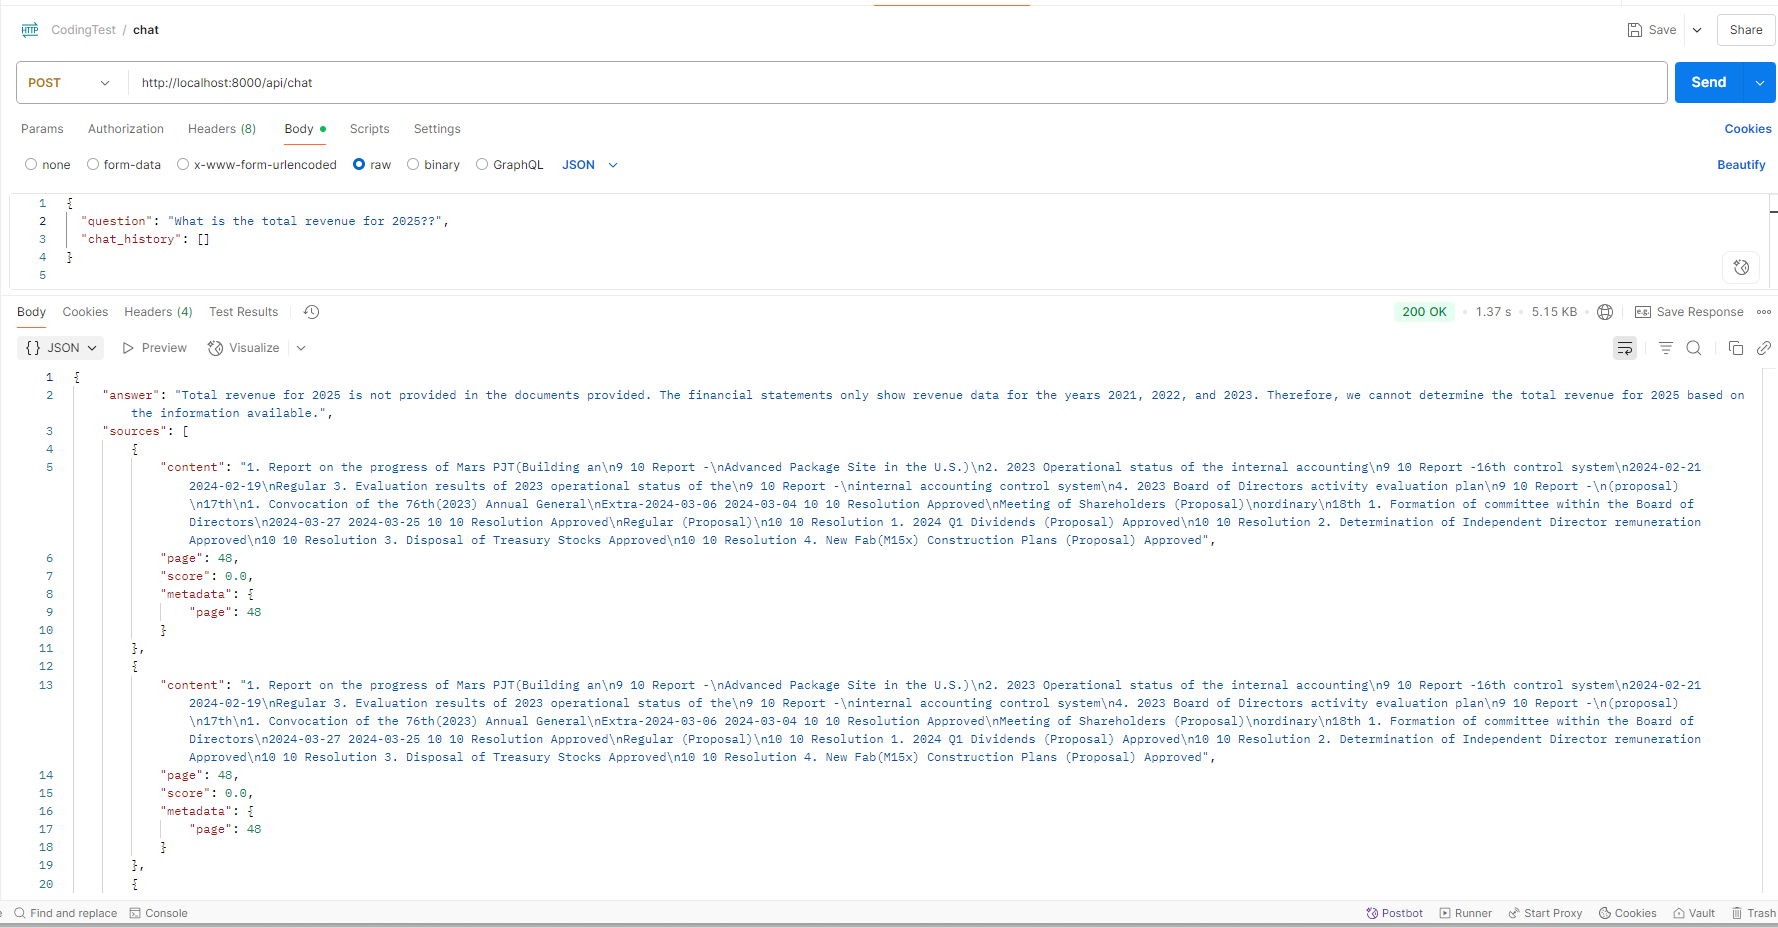 HTTP CodingTest / chat Save Share
POST http://localhost:8000/api/chat Send
Params Authorization Headers (8) Body Scripts Settings Cookies
none form-data x-www-form-urlencoded raw binary GraphQL JSON Beautify
1 {
2 "question": "What is the total revenue for 2025??",
3 "chat_history": []
4 }
5
Body Cookies Headers (4) Test Results 200 OK 1.37 s 5.15 KB e.g. Save Response
{} JSON Preview Visualize
1 {
2 "answer": "Total revenue for 2025 is not provided in the documents provided. The financial statements only show revenue data for the years 2021, 2022, and 2023. Therefore, we cannot determine the total revenue for 2025 based on
the information available.",
3 "sources": [
4 {
5 "content": "1. Report on the progress of Mars PJT(Building an\n9 10 Report -\nAdvanced Package Site in the U.S.)\n2. 2023 Operational status of the internal accounting\n9 10 Report -16th control system\n2024-02-21
2024-02-19\nRegular 3. Evaluation results of 2023 operational status of the\n9 10 Report -\ninternal accounting control system\n4. 2023 Board of Directors activity evaluation plan\n9 10 Report -\n(proposal)
\n17th\n1. Convocation of the 76th(2023) Annual General\nExtra-2024-03-06 2024-03-04 10 10 Resolution Approved\nMeeting of Shareholders (Proposal)\nordinary\n18th 1. Formation of committee within the Board of
Directors\n2024-03-27 2024-03-25 10 10 Resolution Approved\nRegular (Proposal)\n10 10 Resolution 1. 2024 Q1 Dividends (Proposal) Approved\n10 10 Resolution 2. Determination of Independent Director remuneration
Approved\n10 10 Resolution 3. Disposal of Treasury Stocks Approved\n10 10 Resolution 4. New Fab(M15x) Construction Plans (Proposal) Approved",
6 "page": 48,
7 "score": 0.0,
8 "metadata": {
9 "page": 48
10 }
11 },
12 {
13 "content": "1. Report on the progress of Mars PJT(Building an\n9 10 Report -\nAdvanced Package Site in the U.S.)\n2. 2023 Operational status of the internal accounting\n9 10 Report -16th control system\n2024-02-21
2024-02-19\nRegular 3. Evaluation results of 2023 operational status of the\n9 10 Report -\ninternal accounting control system\n4. 2023 Board of Directors activity evaluation plan\n9 10 Report -\n(proposal)
\n17th\n1. Convocation of the 76th(2023) Annual General\nExtra-2024-03-06 2024-03-04 10 10 Resolution Approved\nMeeting of Shareholders (Proposal)\nordinary\n18th 1. Formation of committee within the Board of
Directors\n2024-03-27 2024-03-25 10 10 Resolution Approved\nRegular (Proposal)\n10 10 Resolution 1. 2024 Q1 Dividends (Proposal) Approved\n10 10 Resolution 2. Determination of Independent Director remuneration
Approved\n10 10 Resolution 3. Disposal of Treasury Stocks Approved\n10 10 Resolution 4. New Fab(M15x) Construction Plans (Proposal) Approved",
14 "page": 48,
15 "score": 0.0,
16 "metadata": {
17 "page": 48
18 }
19 },
20 {
Find and replace Console Postbot Runner Start Proxy Cookies Vault Trash